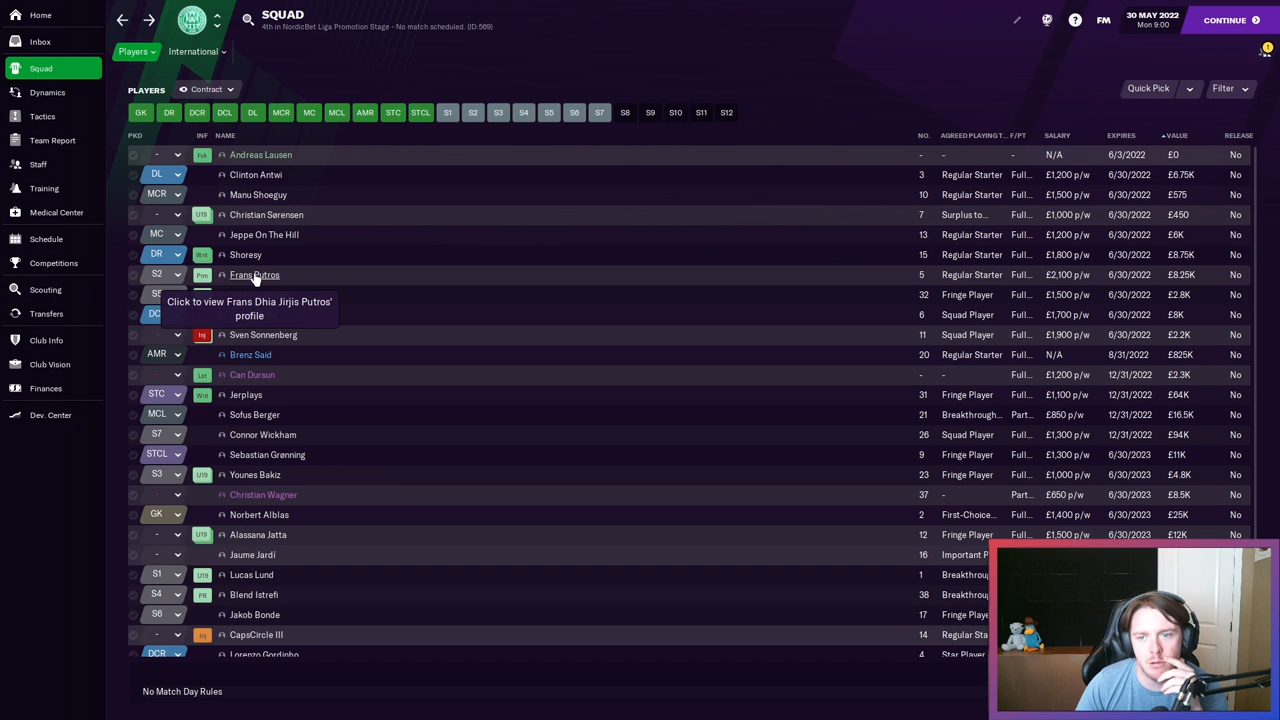 Home
Inbox
Squad
Dynamics
Tactics
Team Report
Staff
Training
Medical Center
Schedule
Competitions
Scouting
Transfers
Club Info
Club Vision
Finances
Dev. Center
SQUAD
4th in NordicBet Liga Promotion Stage - No match scheduled. (ID:569)
FM
30 MAY 2022
Mon 9:00
CONTINUE
1
Players
International
PLAYERS
Contract
Quick Pick
Filter
GK DR DCR DCL DL MCR MC MCL AMR STC STCL S1 S2 S3 S4 S5 S6 S7 S8 S9 S10 S11 S12
PKD INF NAME NO. AGREED PLAYING T... F/PT SALARY EXPIRES VALUE RELEASE
- FrA Andreas Lausen - - - N/A 6/3/2022 £0 No
DL Clinton Antwi 3 Regular Starter Full... £1,200 p/w 6/30/2022 £6.75K No
MCR Manu Shoeguy 10 Regular Starter Full... £1,500 p/w 6/30/2022 £575 No
- U19 Christian Sørensen 7 Surplus to... Full... £1,000 p/w 6/30/2022 £450 No
MC Jeppe On The Hill 13 Regular Starter Full... £1,500 p/w 6/30/2022 £6K No
DR Wnt Shoresy 19 Regular Starter Full... £1,800 p/w 6/30/2022 £8.75K No
S2 Prm Frans Putros 5 Regular Starter Full... £2,100 p/w 6/30/2022 £8.25K No
S5 32 Fringe Player Full... £1,100 p/w 6/30/2022 £2.8K No
Click to view Frans Dhia Jirjis Putros'
profile
DC 6 Squad Player Full... £1,700 p/w 6/30/2022 £8K No
- Inj Sven Sonnenberg 11 Squad Player Full... £1,900 p/w 6/30/2022 £2.2K No
AMR Brenz Said 20 Regular Starter Full... N/A 8/31/2022 £825K No
- Lst Can Dursun - - Full... £1,200 p/w 12/31/2022 £2.3K No
STC Wnt Jerplays 31 Fringe Player Full... £1,100 p/w 12/31/2022 £64K No
MCL Sofus Berger 21 Breakthrough... Part... £850 p/w 12/31/2022 £16.5K No
S7 Connor Wickham 26 Squad Player Full... £1,300 p/w 12/31/2022 £94K No
STCL Sebastian Grønning 9 Fringe Player Full... £1,300 p/w 6/30/2023 £11K No
S3 U19 Younes Bakiz 23 Fringe Player Full... £1,000 p/w 6/30/2023 £4.8K No
- Christian Wagner 37 - Part... £650 p/w 6/30/2023 £8.5K No
GK Norbert Alblas 2 First-Choice... Full... £1,400 p/w 6/30/2023 £25K No
- U19 Alassana Jatta 12 Fringe Player Full... £1,500 p/w 6/30/2023 £12K No
- Jaume Jardí 16 Important P
S1 U19 Lucas Lund 1 Breakthrou
S4 PR Blend Istrefi 38 Breakthrou
S6 Jakob Bonde 17 Fringe Playe
- Inj CapsCircle III 14 Regular Sta
DCR Lorenzo Gordinho 4 Star Player
No Match Day Rules